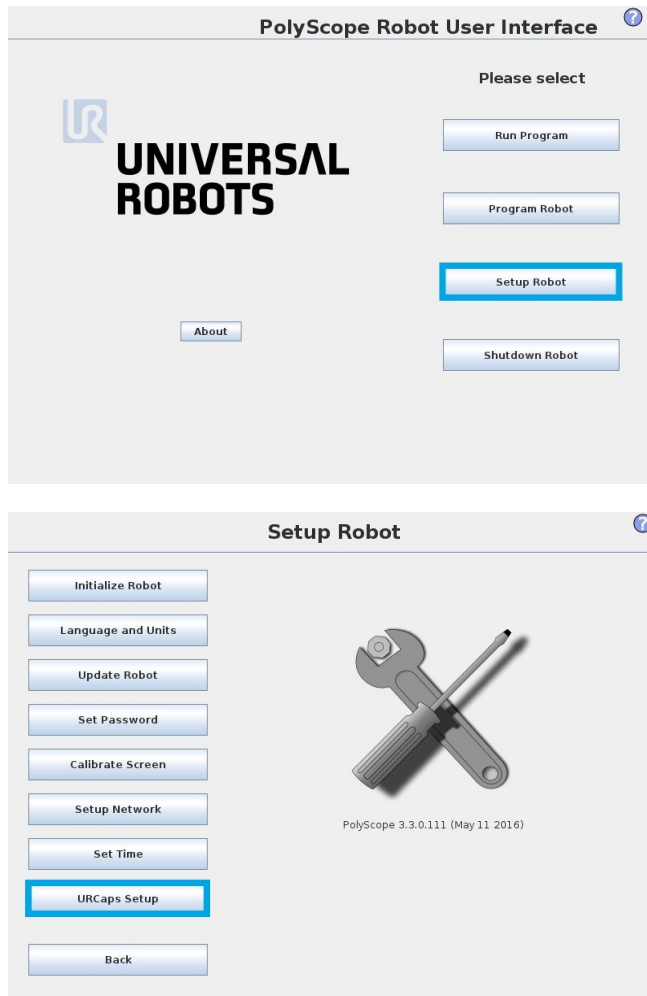 PolyScope Robot User Interface
?
Please select
UR
UNIVERSAL
ROBOTS
Run Program
Program Robot
Setup Robot
About
Shutdown Robot
Setup Robot
?
Initialize Robot
Language and Units
Update Robot
Set Password
Calibrate Screen
Setup Network
PolyScope 3.3.0.111 (May 11 2016)
Set Time
URCaps Setup
Back